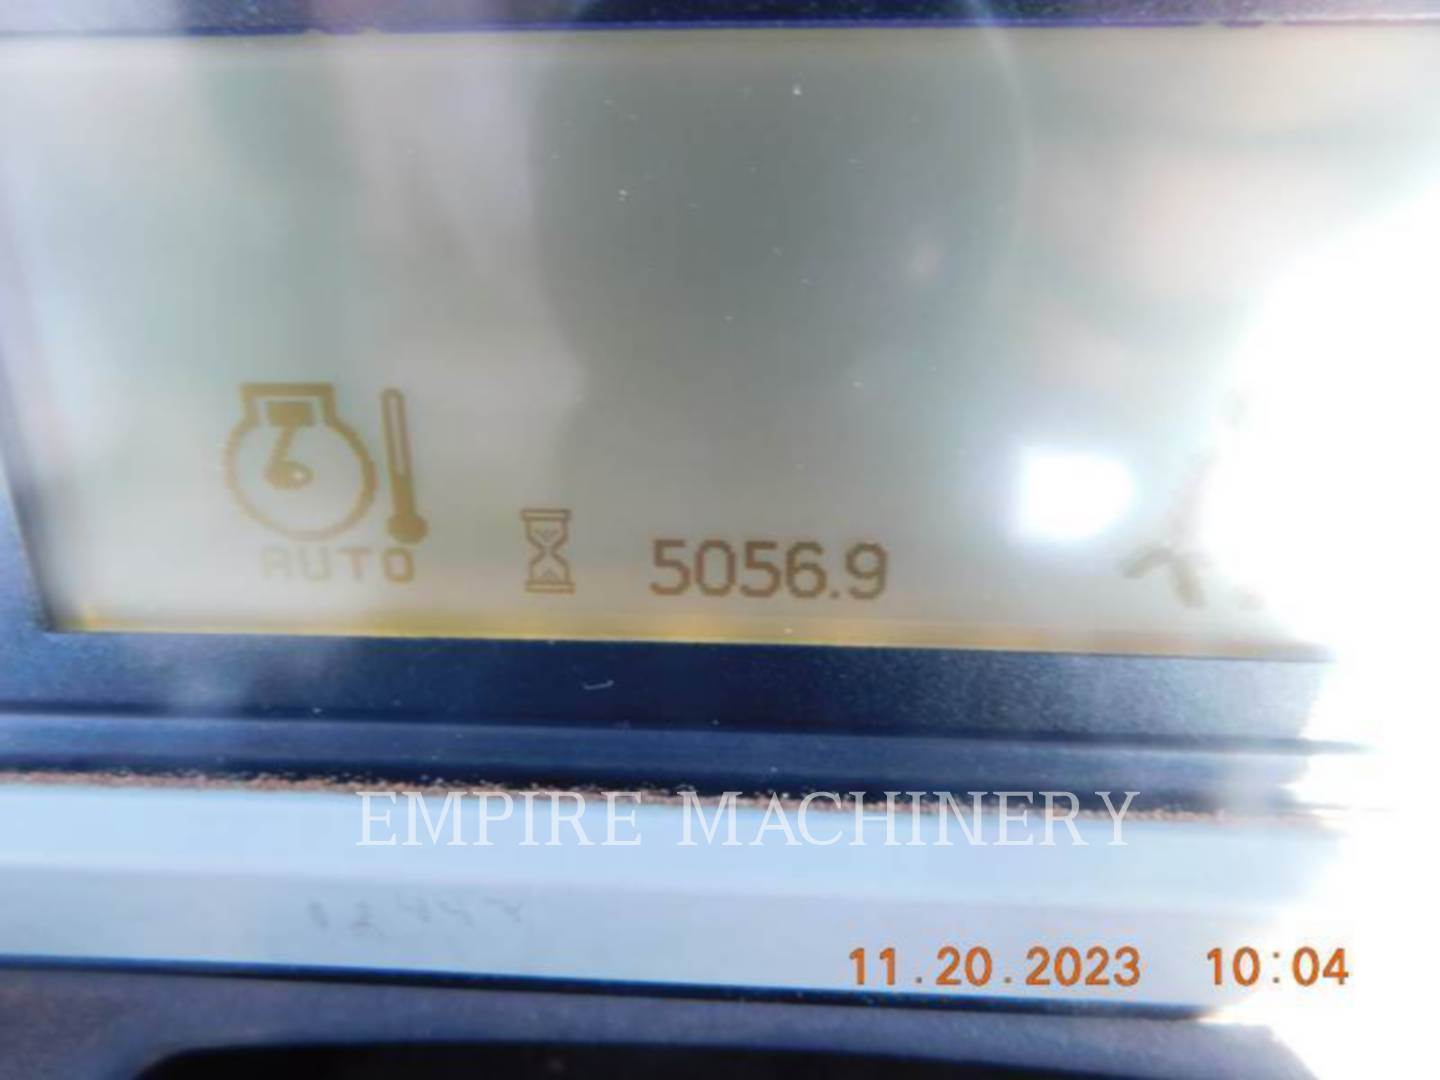 AUTO
5056.9
EMPIRE MACHINERY
11.20.2023 10:04